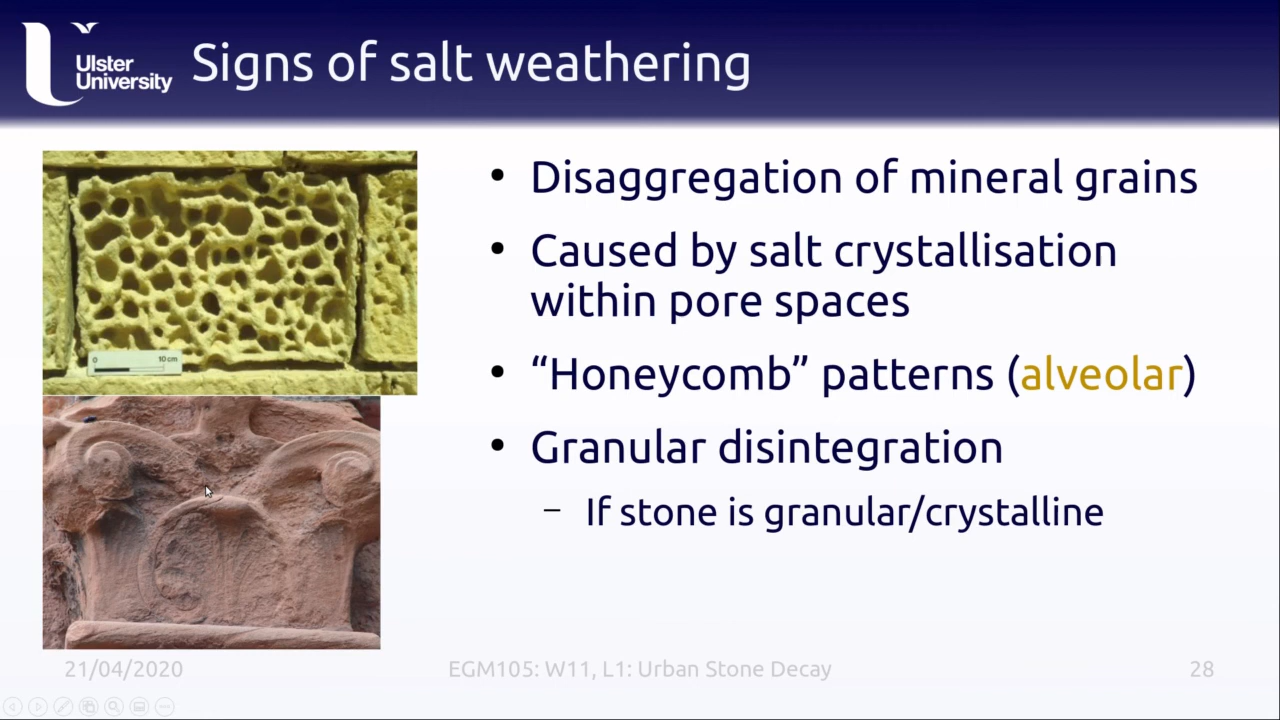 Ulster
University
Signs of salt weathering
0 10 cm
• Disaggregation of mineral grains
• Caused by salt crystallisation
within pore spaces
• “Honeycomb” patterns (alveolar)
• Granular disintegration
– If stone is granular/crystalline
21/04/2020 EGM105: W11, L1: Urban Stone Decay 28